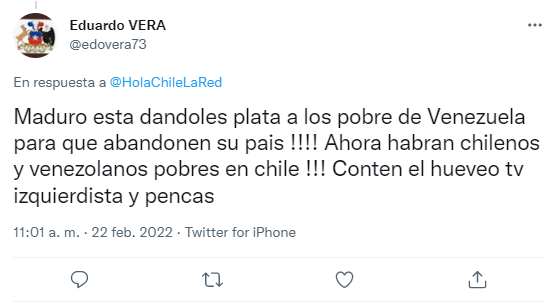 Eduardo VERA
@edovera73
En respuesta a @HolaChileLaRed
Maduro esta dandoles plata a los pobre de Venezuela
para que abandonen su pais !!!! Ahora habran chilenos
y venezolanos pobres en chile !!! Conten el hueveo tv
izquierdista y pencas
11:01 a. m. · 22 feb. 2022 · Twitter for iPhone